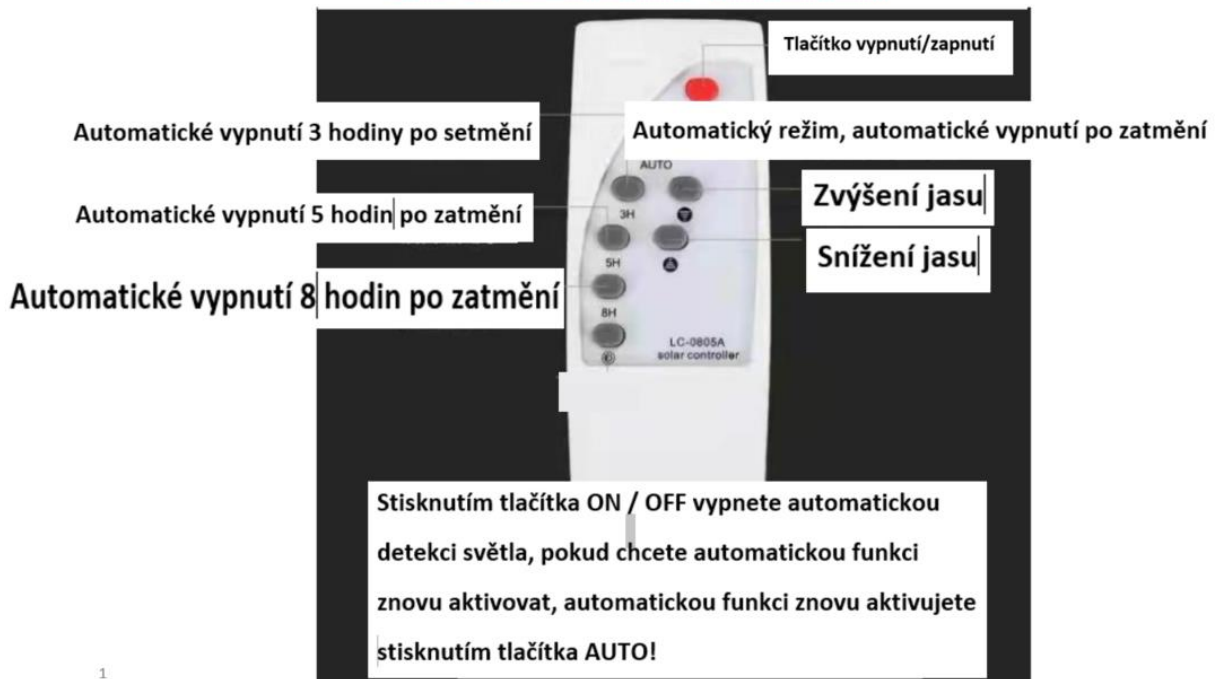 Tlačítko vypnutí/zapnutí
Automatické vypnutí 3 hodiny po setmění
Automatický režim, automatické vypnutí po zatmění
AUTO
Zvýšení jasu
Automatické vypnutí 5 hodin po zatmění
3H
Snížení jasu
5H
Automatické vypnutí 8 hodin po zatmění
8H
LC-0805A
solar controller
Stisknutím tlačítka ON / OFF vypnete automatickou
detekci světla, pokud chcete automatickou funkci
znovu aktivovat, automatickou funkci znovu aktivujete
stisknutím tlačítka AUTO!
1